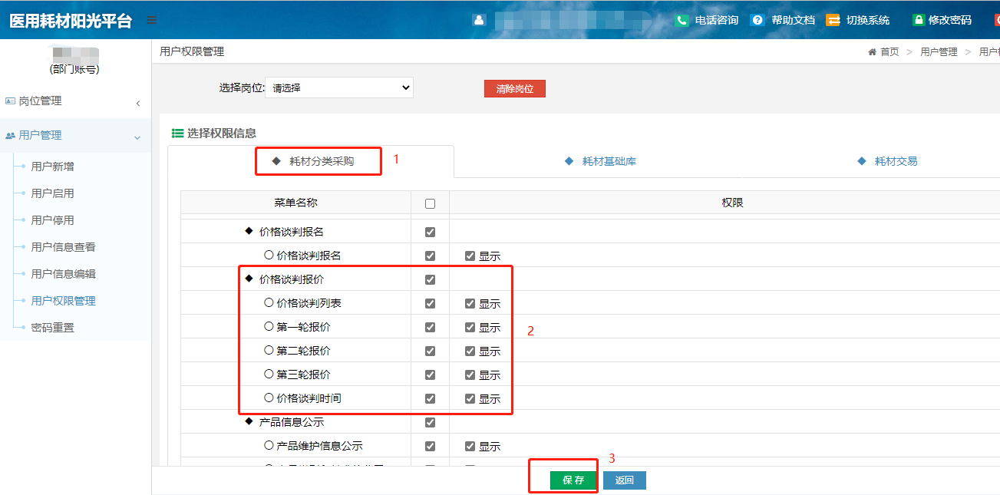 医用耗材阳光平台
电话咨询
帮助文档
切换系统
修改密码
(部门账号)
用户权限管理
首页 > 用户管理 > 用户
岗位管理
用户管理
用户新增
用户启用
用户停用
用户信息查看
用户信息编辑
用户权限管理
密码重置
选择岗位:
请选择
清除岗位
选择权限信息
耗材分类采购
1
耗材基础库
耗材交易
菜单名称 权限
价格谈判报名
价格谈判报名 显示
价格谈判报价
价格谈判列表 显示
第一轮报价 显示
第二轮报价 显示
第三轮报价 显示
价格谈判时间 显示
2
产品信息公示
产品维护信息公示 显示
3
保存
返回